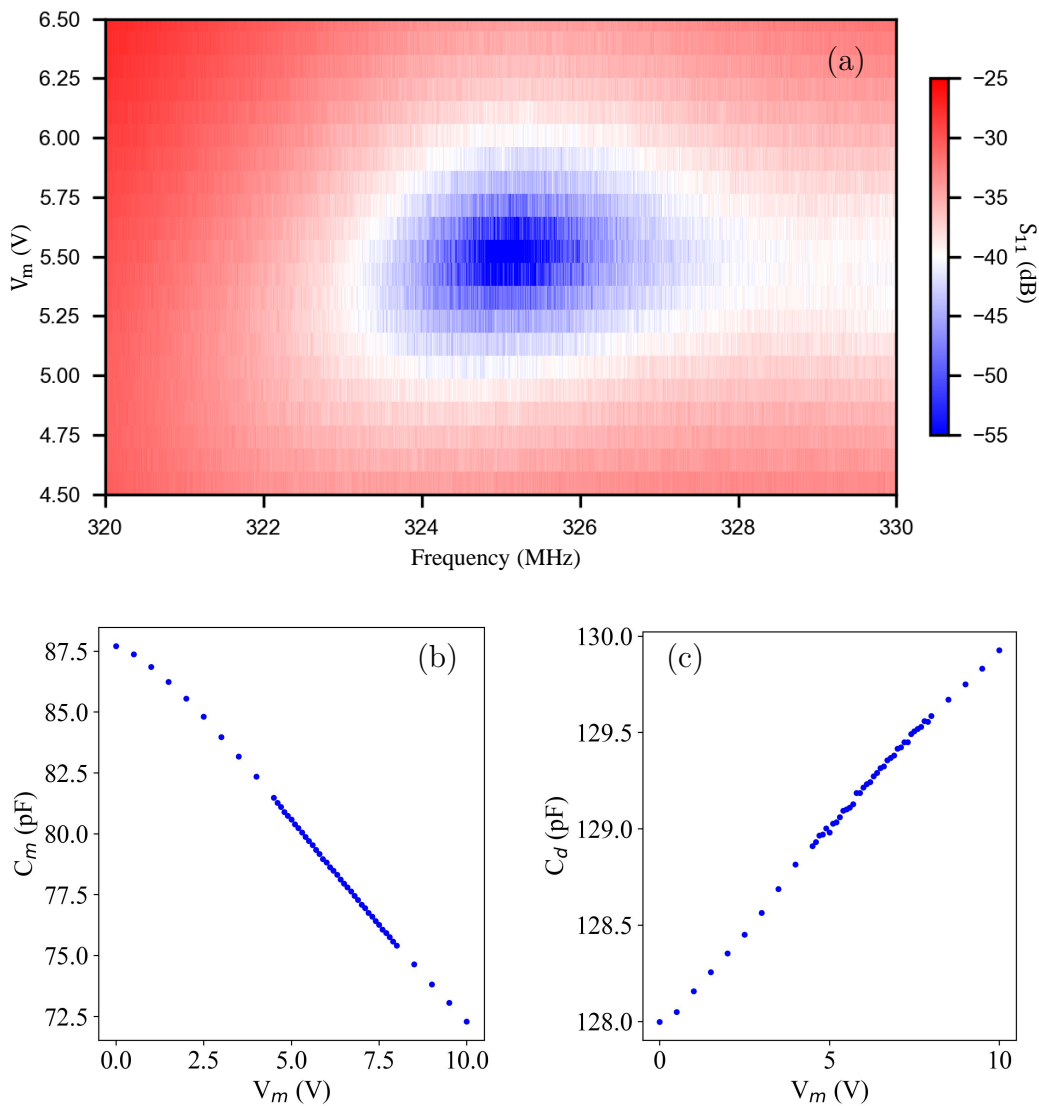 6.50
6.25
6.00
5.75
5.50
5.25
5.00
4.75
4.50
V_m (V)
(a)
320 322 324 326 328 330
Frequency (MHz)
−25
−30
−35
−40
−45
−50
−55
S_11 (dB)
87.5
85.0
82.5
80.0
77.5
75.0
72.5
C_m (pF)
(b)
0.0 2.5 5.0 7.5 10.0
V_m (V)
130.0
129.5
129.0
128.5
128.0
C_d (pF)
(c)
0 5 10
V_m (V)